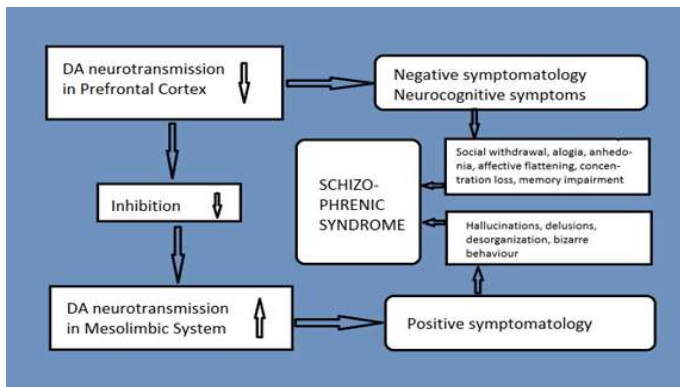 DA neurotransmission
in Prefrontal Cortex
Negative symptomatology
Neurocognitive symptoms
Social withdrawal, alogia, anhedo-
nia, affective flattening, concen-
tration loss, memory impairment
SCHIZO-
PHRENIC
SYNDROME
Inhibition
Hallucinations, delusions,
desorganization, bizarre
behaviour
DA neurotransmission
in Mesolimbic System
Positive symptomatology